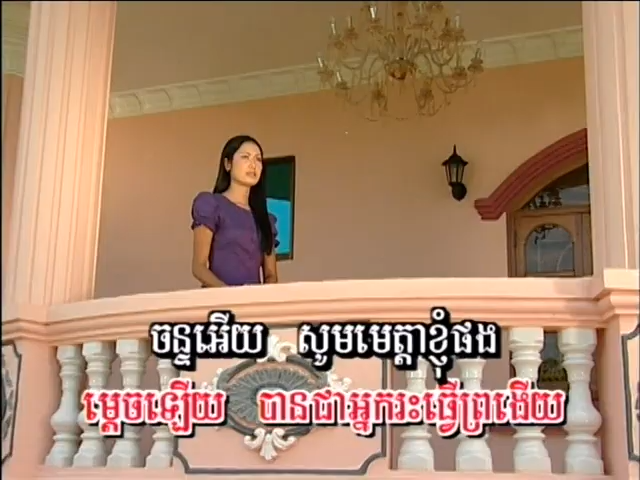 ចន្ទអើយ សូមមេត្តាខ្ញុំផង
ម្ដេចឡើយ បានជាអ្នករះធ្វើព្រងើយ